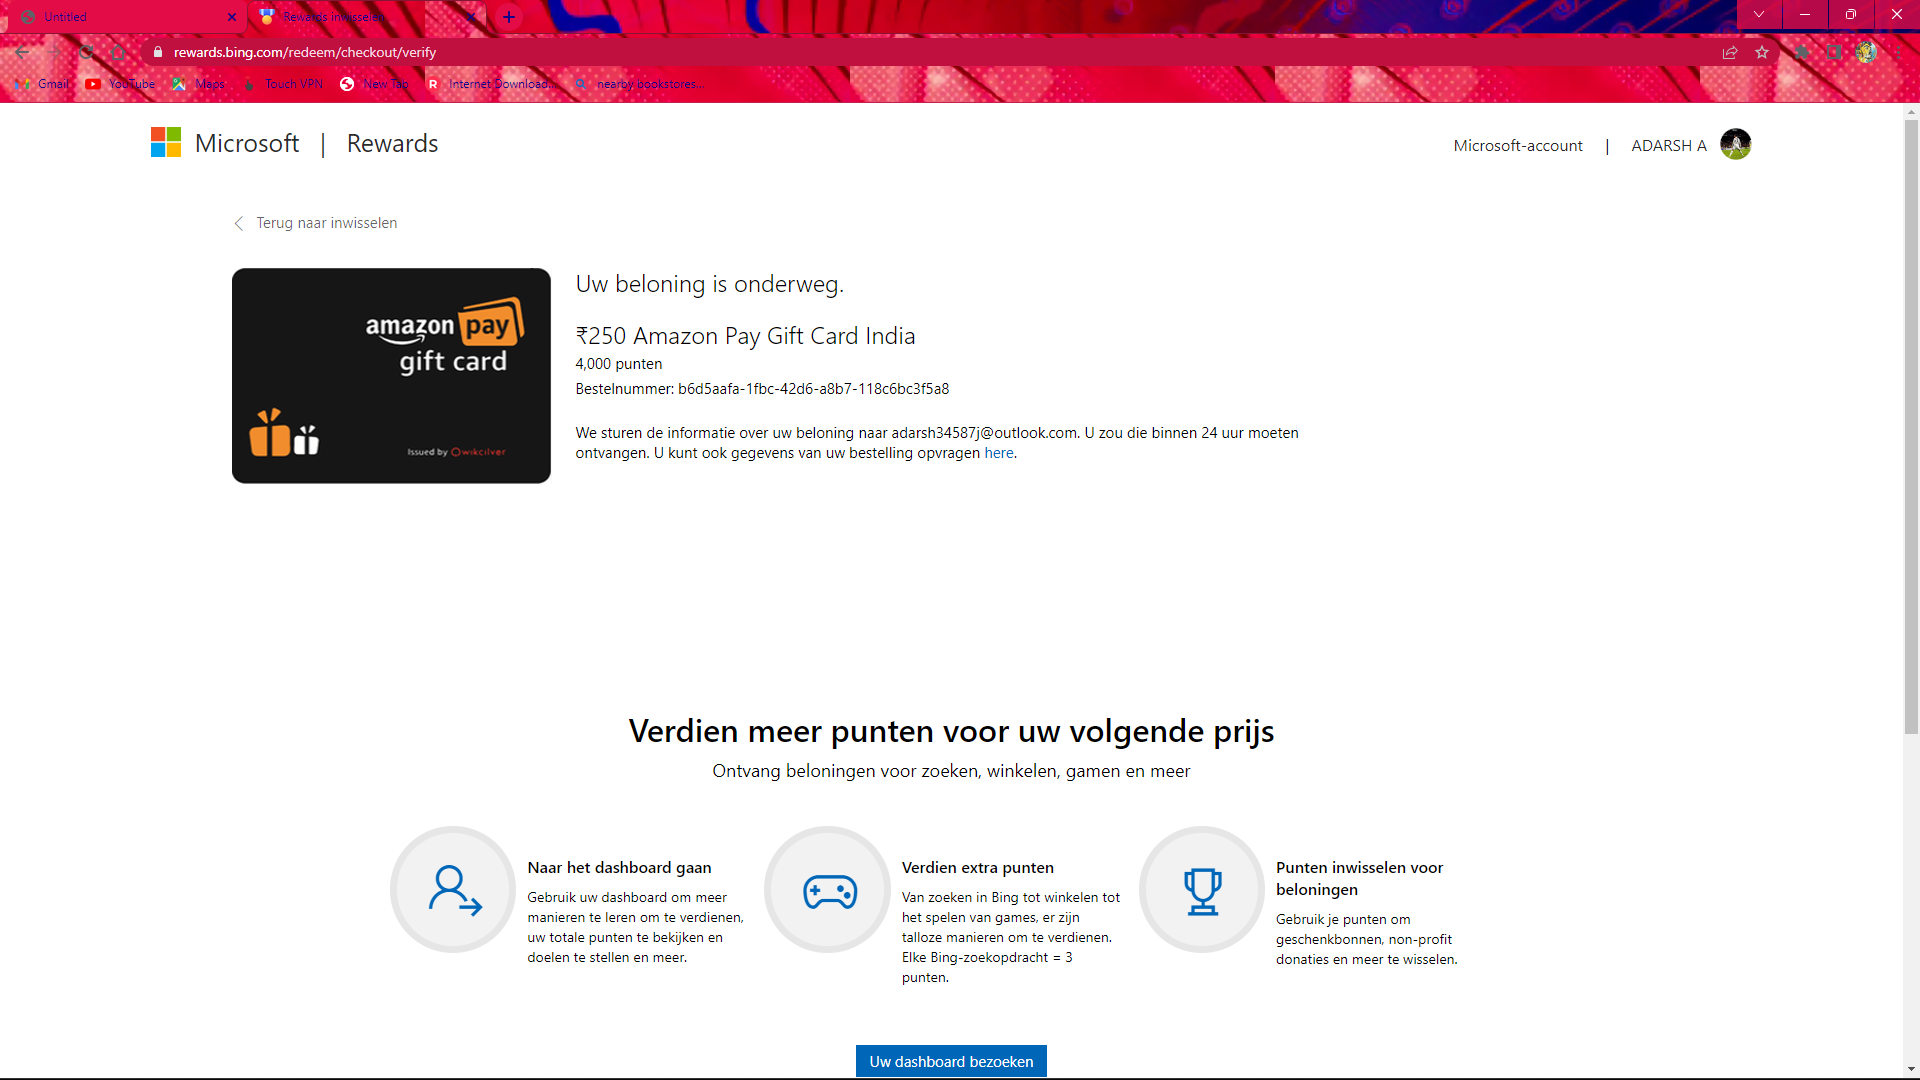 Untitled
Rewards Inwisselen
rewards.bing.com/redeem/checkout/verify
Gmail YouTube Maps Touch VPN New Tab Internet Download... nearby bookstores...
Microsoft | Rewards
Microsoft-account | ADARSH A
Terug naar inwisselen
amazon pay
gift card
Issued by Qwikcilver
Uw beloning is onderweg.
₹250 Amazon Pay Gift Card India
4,000 punten
Bestelnummer: b6d5aafa-1fbc-42d6-a8b7-118c6bc3f5a8
We sturen de informatie over uw beloning naar adarsh34587j@outlook.com. U zou die binnen 24 uur moeten
ontvangen. U kunt ook gegevens van uw bestelling opvragen here.
Verdien meer punten voor uw volgende prijs
Ontvang beloningen voor zoeken, winkelen, gamen en meer
Naar het dashboard gaan
Gebruik uw dashboard om meer
manieren te leren om te verdienen,
uw totale punten te bekijken en
doelen te stellen en meer.
Verdien extra punten
Van zoeken in Bing tot winkelen tot
het spelen van games, er zijn
talloze manieren om te verdienen.
Elke Bing-zoekopdracht = 3
punten.
Punten inwisselen voor
beloningen
Gebruik je punten om
geschenkbonnen, non-profit
donaties en meer te wisselen.
Uw dashboard bezoeken